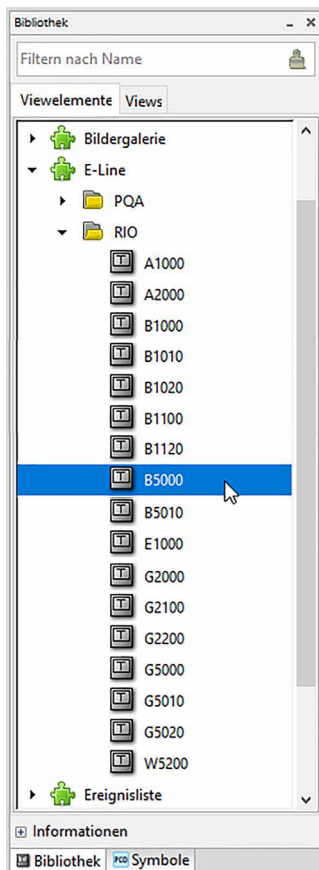 Bibliothek
Filtern nach Name
Viewelemente Views
Bildergalerie
E-Line
PQA
RIO
A1000
A2000
B1000
B1010
B1020
B1100
B1120
B5000
B5010
E1000
G2000
G2100
G2200
G5000
G5010
G5020
W5200
Ereignisliste
Informationen
Bibliothek PCD Symbole